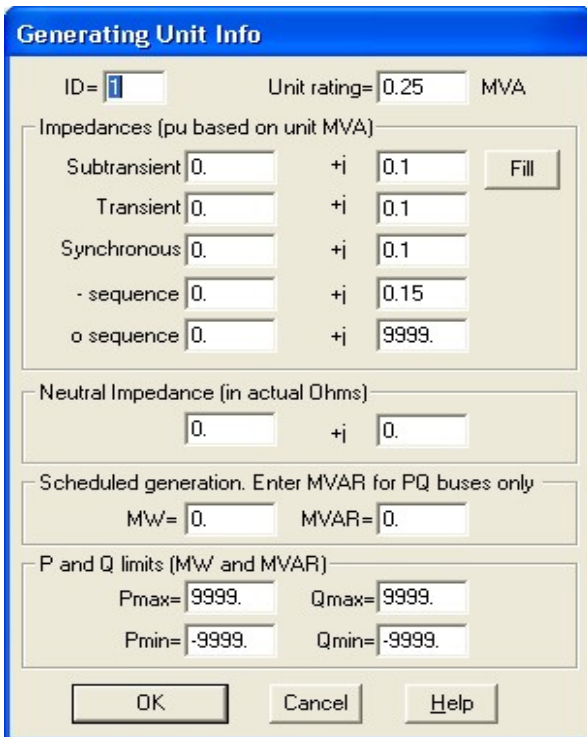 Generating Unit Info
ID= 1 Unit rating= 0.25 MVA
Impedances (pu based on unit MVA)
Subtransient 0. +j 0.1 Fill
Transient 0. +j 0.1
Synchronous 0. +j 0.1
- sequence 0. +j 0.15
o sequence 0. +j 9999.
Neutral Impedance (in actual Ohms)
0. +j 0.
Scheduled generation. Enter MVAR for PQ buses only
MW= 0. MVAR= 0.
P and Q limits (MW and MVAR)
Pmax= 9999. Qmax= 9999.
Pmin= -9999. Qmin= -9999.
OK Cancel Help